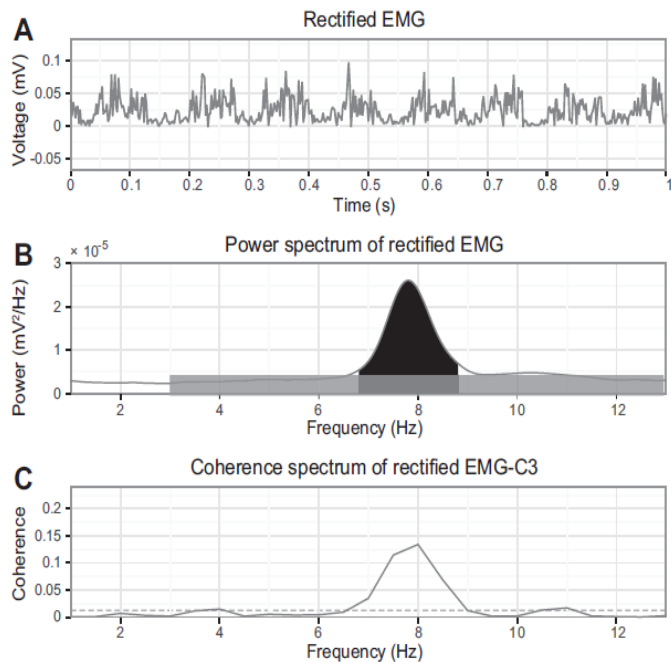 A
Rectified EMG
Voltage (mV)
0.1
0.05
0
-0.05
0 0.1 0.2 0.3 0.4 0.5 0.6 0.7 0.8 0.9 1
Time (s)
B
Power spectrum of rectified EMG
× 10⁻⁵
Power (mV²/Hz)
3
2
1
0
2 4 6 8 10 12
Frequency (Hz)
C
Coherence spectrum of rectified EMG-C3
Coherence
0.2
0.15
0.1
0.05
0
2 4 6 8 10 12
Frequency (Hz)